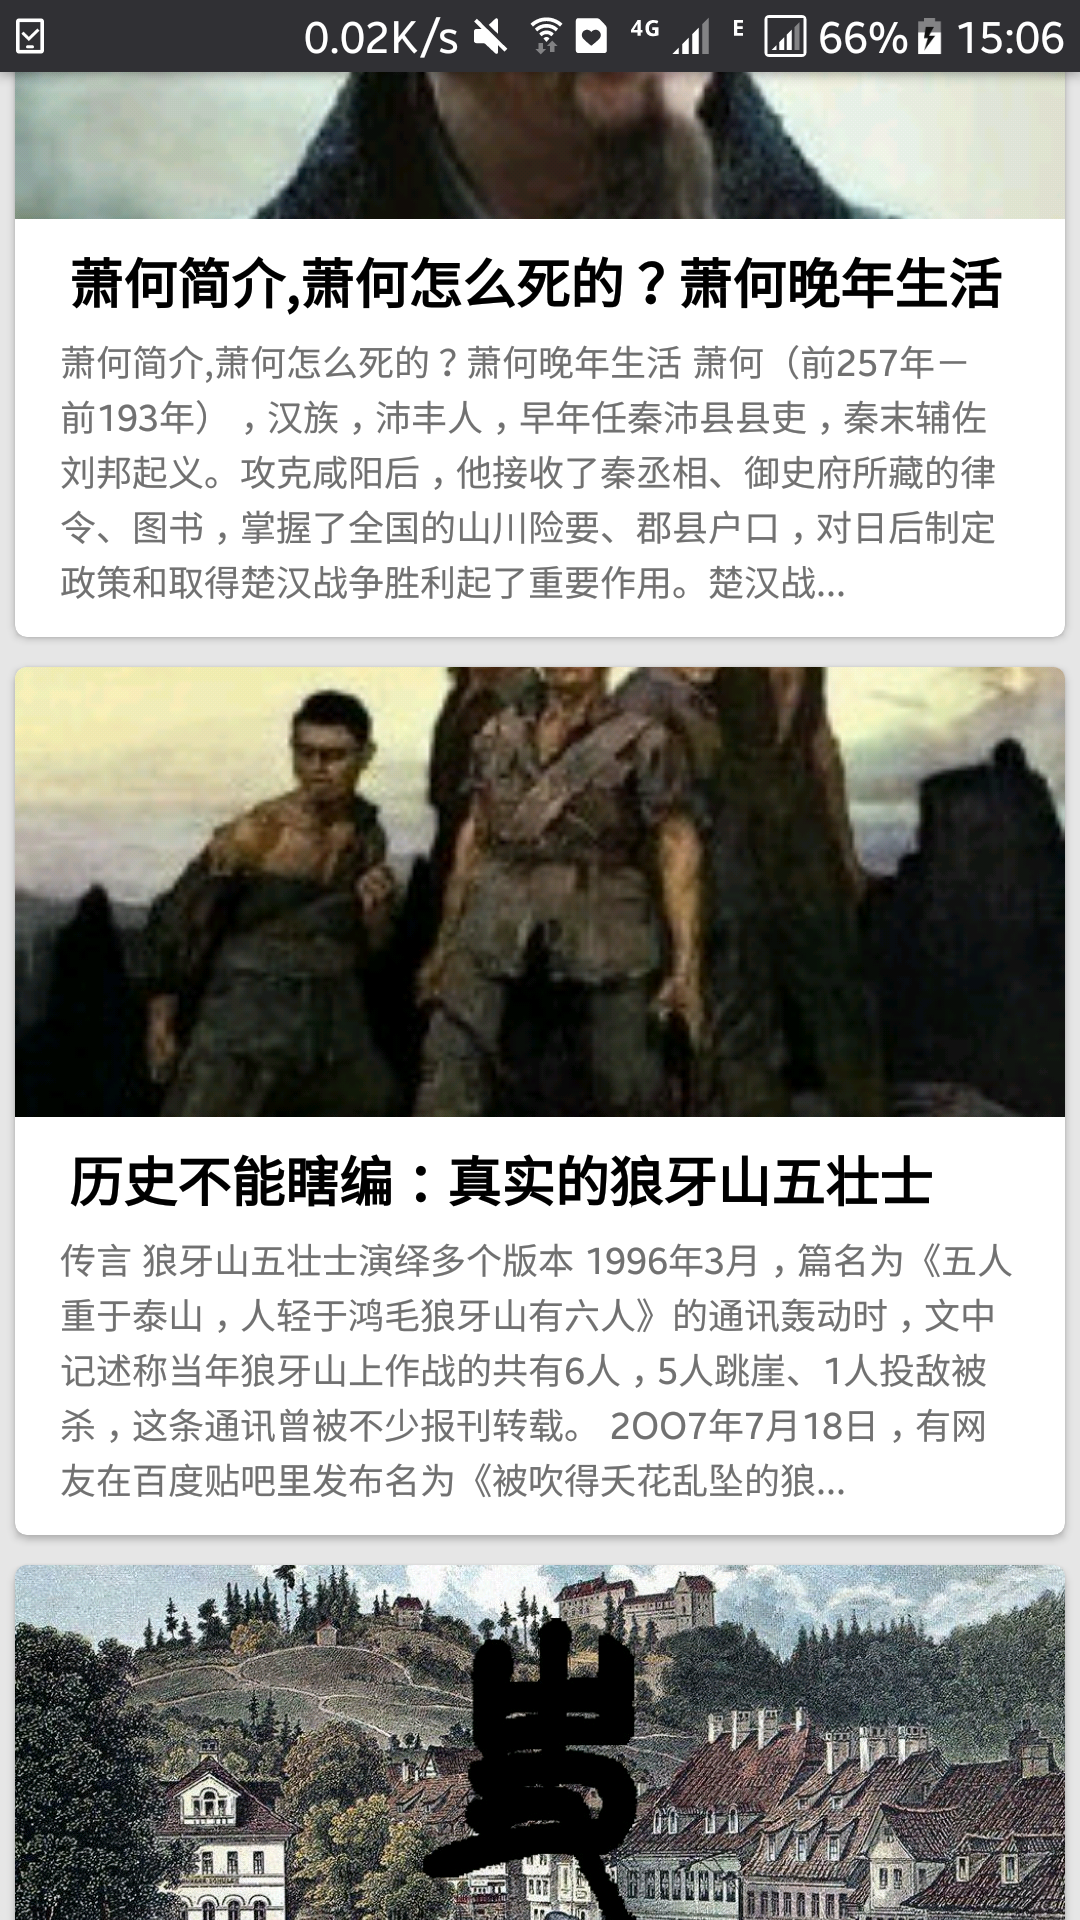 0.02K/s 4G E 66% 15:06
萧何简介,萧何怎么死的？萧何晚年生活
萧何简介,萧何怎么死的？萧何晚年生活 萧何（前257年－
前193年），汉族，沛丰人，早年任秦沛县县吏，秦末辅佐
刘邦起义。攻克咸阳后，他接收了秦丞相、御史府所藏的律
令、图书，掌握了全国的山川险要、郡县户口，对日后制定
政策和取得楚汉战争胜利起了重要作用。楚汉战...
历史不能瞎编：真实的狼牙山五壮士
传言 狼牙山五壮士演绎多个版本 1996年3月，篇名为《五人
重于泰山，人轻于鸿毛狼牙山有六人》的通讯轰动时，文中
记述称当年狼牙山上作战的共有6人，5人跳崖、1人投敌被
杀，这条通讯曾被不少报刊转载。 2OO7年7月18日，有网
友在百度贴吧里发布名为《被吹得夭花乱坠的狼...